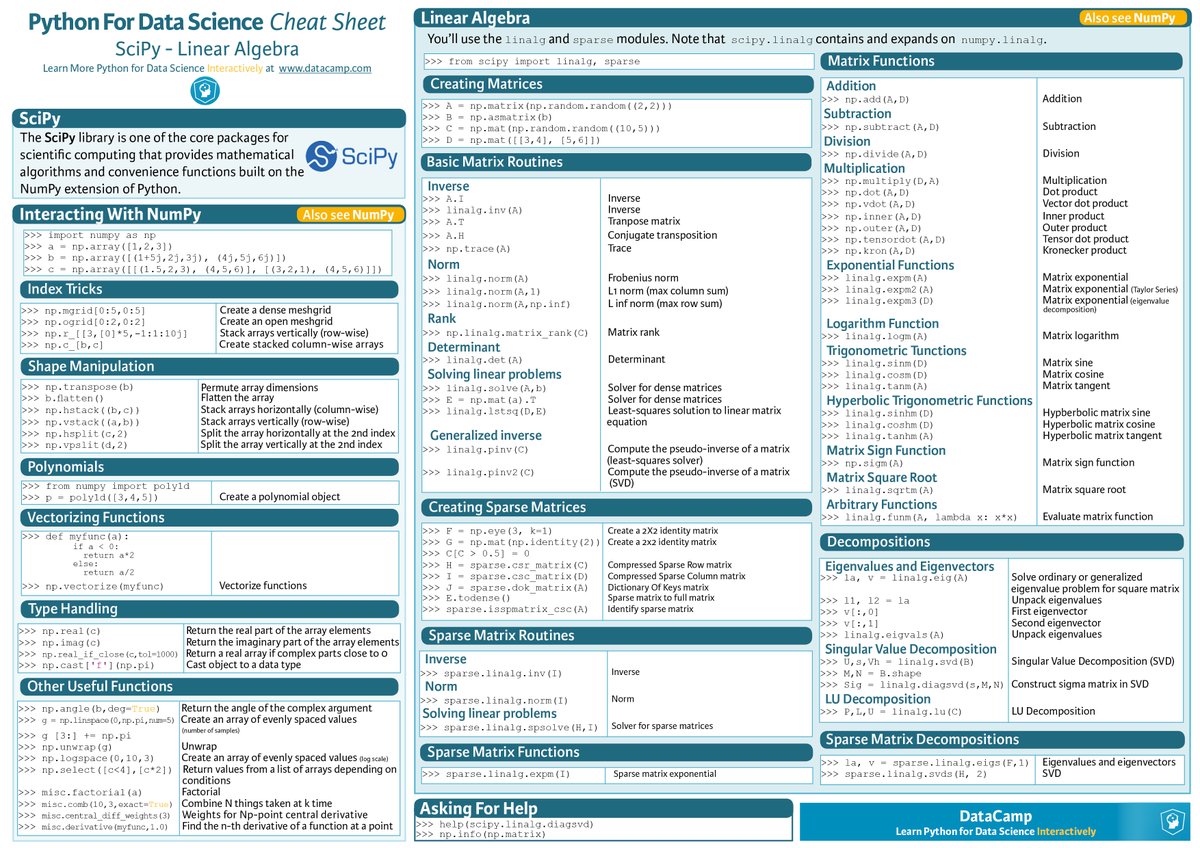 Python For Data Science Cheat Sheet
SciPy - Linear Algebra
Learn More Python for Data Science Interactively at www.datacamp.com
SciPy
The SciPy library is one of the core packages for
scientific computing that provides mathematical
algorithms and convenience functions built on the
NumPy extension of Python.
SciPy
Interacting With NumPy Also see NumPy
>>> import numpy as np
>>> a = np.array([1,2,3])
>>> b = np.array([(1+5j,2j,3j), (4j,5j,6j)])
>>> c = np.array([[(1.5,2,3), (4,5,6)], [(3,2,1), (4,5,6)]])
Index Tricks
>>> np.mgrid[0:5,0:5] Create a dense meshgrid
>>> np.ogrid[0:2,0:2] Create an open meshgrid
>>> np.r_[[3,[0]*5,-1:1:10j] Stack arrays vertically (row-wise)
>>> np.c_[b,c] Create stacked column-wise arrays
Shape Manipulation
>>> np.transpose(b) Permute array dimensions
>>> b.flatten() Flatten the array
>>> np.hstack((b,c)) Stack arrays horizontally (column-wise)
>>> np.vstack((a,b)) Stack arrays vertically (row-wise)
>>> np.hsplit(c,2) Split the array horizontally at the 2nd index
>>> np.vpslit(d,2) Split the array vertically at the 2nd index
Polynomials
>>> from numpy import poly1d
>>> p = poly1d([3,4,5]) Create a polynomial object
Vectorizing Functions
>>> def myfunc(a):
if a < 0:
return a*2
else:
return a/2
>>> np.vectorize(myfunc) Vectorize functions
Type Handling
>>> np.real(c) Return the real part of the array elements
>>> np.imag(c) Return the imaginary part of the array elements
>>> np.real_if_close(c,tol=1000) Return a real array if complex parts close to 0
>>> np.cast['f'](np.pi) Cast object to a data type
Other Useful Functions
>>> np.angle(b,deg=True) Return the angle of the complex argument
>>> g = np.linspace(0,np.pi,num=5) Create an array of evenly spaced values
(number of samples)
>>> g [3:] += np.pi
>>> np.unwrap(g) Unwrap
>>> np.logspace(0,10,3) Create an array of evenly spaced values (log scale)
>>> np.select([c<4],[c*2]) Return values from a list of arrays depending on
conditions
>>> misc.factorial(a) Factorial
>>> misc.comb(10,3,exact=True) Combine N things taken at k time
>>> misc.central_diff_weights(3) Weights for Np-point central derivative
>>> misc.derivative(myfunc,1.0) Find the n-th derivative of a function at a point
Linear Algebra Also see NumPy
You'll use the linalg and sparse modules. Note that scipy.linalg contains and expands on numpy.linalg.
>>> from scipy import linalg, sparse
Creating Matrices
>>> A = np.matrix(np.random.random((2,2)))
>>> B = np.asmatrix(b)
>>> C = np.mat(np.random.random((10,5)))
>>> D = np.mat([[3,4], [5,6]])
Basic Matrix Routines
Inverse
>>> A.I Inverse
>>> linalg.inv(A) Inverse
>>> A.T Tranpose matrix
>>> A.H Conjugate transposition
>>> np.trace(A) Trace
Norm
>>> linalg.norm(A) Frobenius norm
>>> linalg.norm(A,1) L1 norm (max column sum)
>>> linalg.norm(A,np.inf) L inf norm (max row sum)
Rank
>>> np.linalg.matrix_rank(C) Matrix rank
Determinant
>>> linalg.det(A) Determinant
Solving linear problems
>>> linalg.solve(A,b) Solver for dense matrices
>>> E = np.mat(a).T Solver for dense matrices
>>> linalg.lstsq(D,E) Least-squares solution to linear matrix
equation
Generalized inverse
>>> linalg.pinv(C) Compute the pseudo-inverse of a matrix
(least-squares solver)
>>> linalg.pinv2(C) Compute the pseudo-inverse of a matrix
(SVD)
Creating Sparse Matrices
>>> F = np.eye(3, k=1) Create a 2X2 identity matrix
>>> G = np.mat(np.identity(2)) Create a 2x2 identity matrix
>>> C[C > 0.5] = 0
>>> H = sparse.csr_matrix(C) Compressed Sparse Row matrix
>>> I = sparse.csc_matrix(D) Compressed Sparse Column matrix
>>> J = sparse.dok_matrix(A) Dictionary Of Keys matrix
>>> E.todense() Sparse matrix to full matrix
>>> sparse.isspmatrix_csc(A) Identify sparse matrix
Sparse Matrix Routines
Inverse
>>> sparse.linalg.inv(I) Inverse
Norm
>>> sparse.linalg.norm(I) Norm
Solving linear problems
>>> sparse.linalg.spsolve(H,I) Solver for sparse matrices
Sparse Matrix Functions
>>> sparse.linalg.expm(I) Sparse matrix exponential
Asking For Help
>>> help(scipy.linalg.diagsvd)
>>> np.info(np.matrix)
Matrix Functions
Addition
>>> np.add(A,D) Addition
Subtraction
>>> np.subtract(A,D) Subtraction
Division
>>> np.divide(A,D) Division
Multiplication
>>> np.multiply(D,A) Multiplication
>>> np.dot(A,D) Dot product
>>> np.vdot(A,D) Vector dot product
>>> np.inner(A,D) Inner product
>>> np.outer(A,D) Outer product
>>> np.tensordot(A,D) Tensor dot product
>>> np.kron(A,D) Kronecker product
Exponential Functions
>>> linalg.expm(A) Matrix exponential
>>> linalg.expm2(A) Matrix exponential (Taylor Series)
>>> linalg.expm3(D) Matrix exponential (eigenvalue
decomposition)
Logarithm Function
>>> linalg.logm(A) Matrix logarithm
Trigonometric Tunctions
>>> linalg.sinm(D) Matrix sine
>>> linalg.cosm(D) Matrix cosine
>>> linalg.tanm(A) Matrix tangent
Hyperbolic Trigonometric Functions
>>> linalg.sinhm(D) Hypberbolic matrix sine
>>> linalg.coshm(D) Hyperbolic matrix cosine
>>> linalg.tanhm(A) Hyperbolic matrix tangent
Matrix Sign Function
>>> np.sigm(A) Matrix sign function
Matrix Square Root
>>> linalg.sqrtm(A) Matrix square root
Arbitrary Functions
>>> linalg.funm(A, lambda x: x*x) Evaluate matrix function
Decompositions
Eigenvalues and Eigenvectors
>>> la, v = linalg.eig(A) Solve ordinary or generalized
eigenvalue problem for square matrix
>>> l1, l2 = la Unpack eigenvalues
>>> v[:,0] First eigenvector
>>> v[:,1] Second eigenvector
>>> linalg.eigvals(A) Unpack eigenvalues
Singular Value Decomposition
>>> U,s,Vh = linalg.svd(B) Singular Value Decomposition (SVD)
>>> M,N = B.shape
>>> Sig = linalg.diagsvd(s,M,N) Construct sigma matrix in SVD
LU Decomposition
>>> P,L,U = linalg.lu(C) LU Decomposition
Sparse Matrix Decompositions
>>> la, v = sparse.linalg.eigs(F,1) Eigenvalues and eigenvectors
>>> sparse.linalg.svds(H, 2) SVD
DataCamp
Learn Python for Data Science Interactively